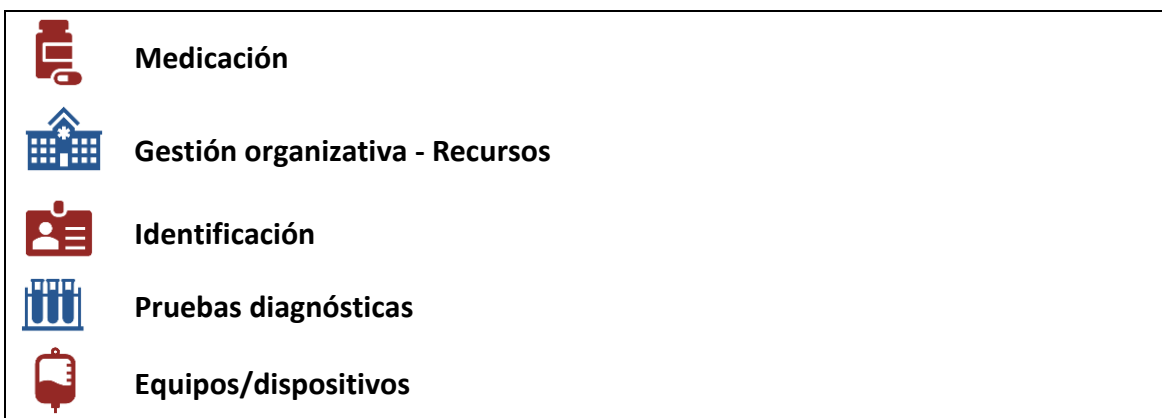 Medicación
Gestión organizativa - Recursos
Identificación
Pruebas diagnósticas
Equipos/dispositivos